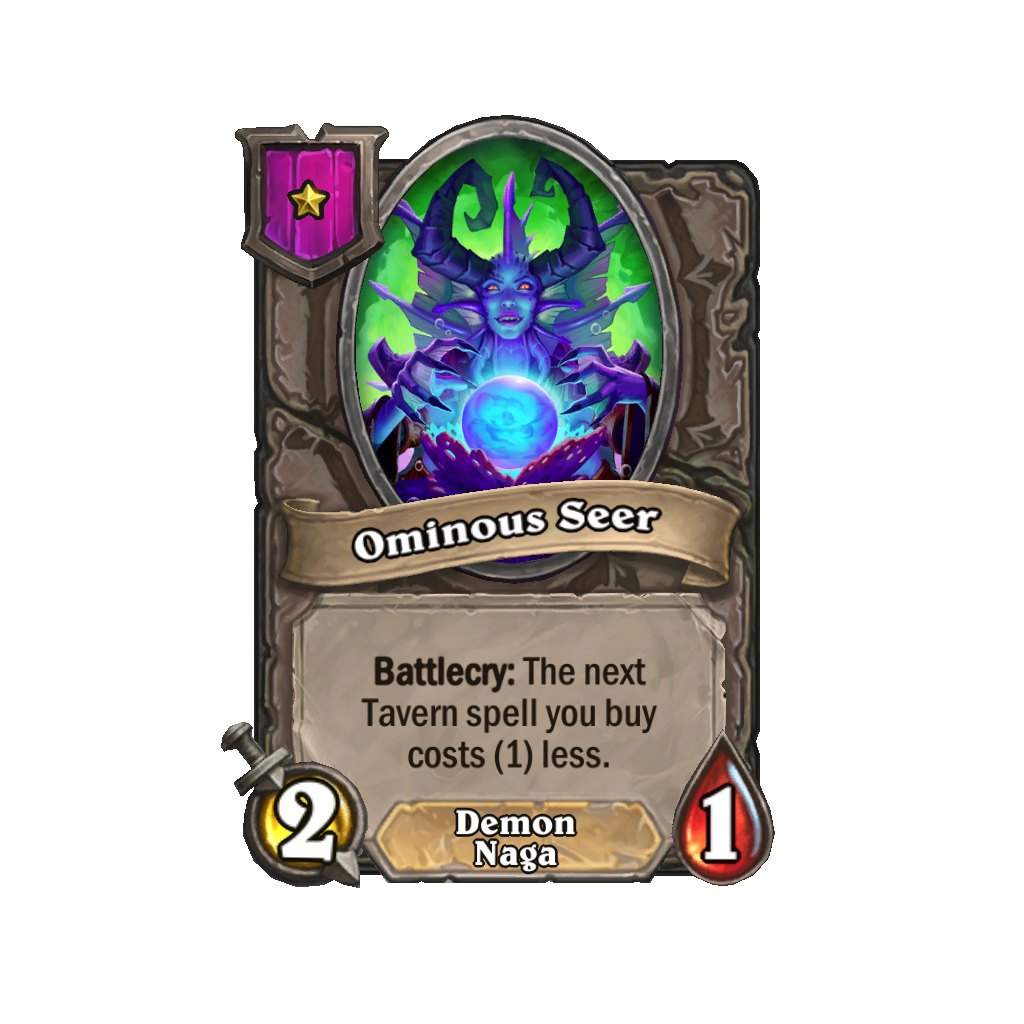 Ominous Seer
Battlecry: The next
Tavern spell you buy
costs (1) less.
2
Demon
Naga
1